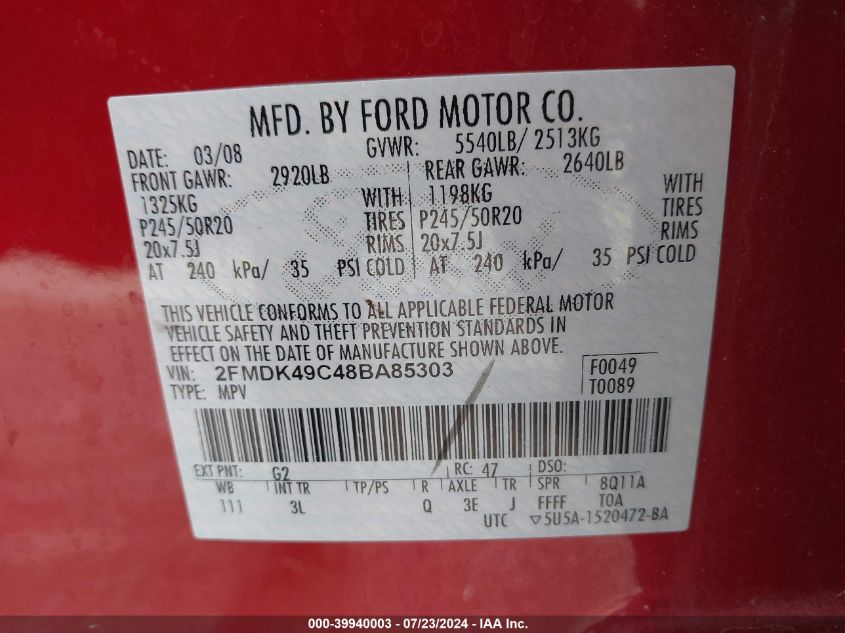 MFD. BY FORD MOTOR CO.
DATE: 03/08 GVWR: 5540LB/ 2513KG
FRONT GAWR: 2920LB REAR GAWR: 2640LB
1325KG WITH 1198KG WITH
P245/50R20 TIRES P245/50R20 TIRES
20x7.5J RIMS 20x7.5J RIMS
AT 240 kPa/ 35 PSI COLD AT 240 kPa/ 35 PSI COLD
THIS VEHICLE CONFORMS TO ALL APPLICABLE FEDERAL MOTOR
VEHICLE SAFETY AND THEFT PREVENTION STANDARDS IN
EFFECT ON THE DATE OF MANUFACTURE SHOWN ABOVE.
VIN: 2FMDK49C48BA85303 F0049
TYPE: MPV T0089
EXT PNT: G2 RC: 47 DSO:
WB INT TR TP/PS R AXLE TR SPR 8Q11A
111 3L Q 3E J FFFF T0A
UTC ▽5U5A-1520472-BA
000-39940003 - 07/23/2024 - IAA Inc.